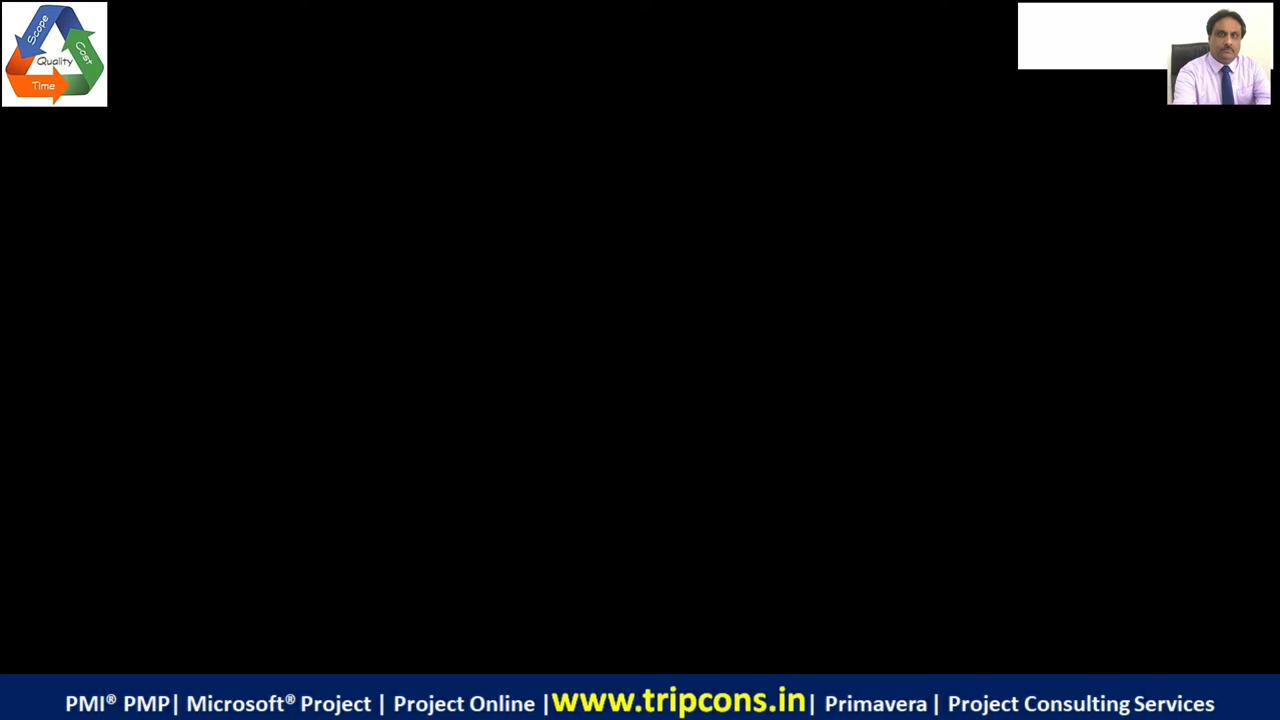 Scope
Cost
Quality
Time
PMI® PMP| Microsoft® Project | Project Online |www.tripcons.in| Primavera | Project Consulting Services